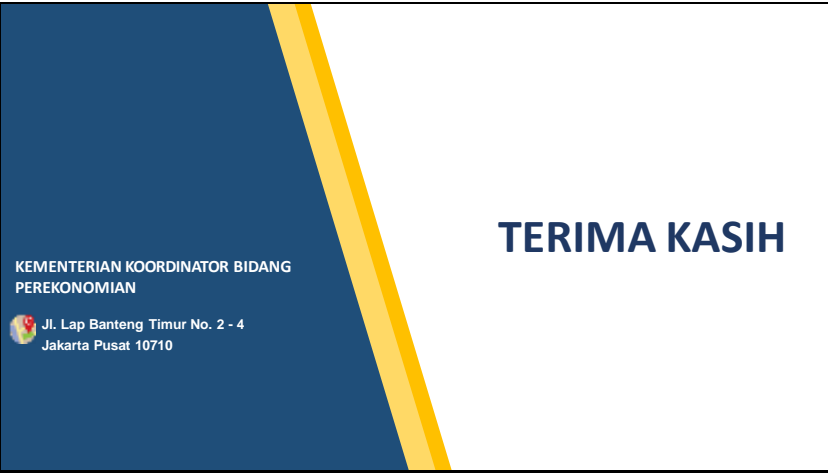 TERIMA KASIH
KEMENTERIAN KOORDINATOR BIDANG
PEREKONOMIAN
Jl. Lap Banteng Timur No. 2 - 4
Jakarta Pusat 10710